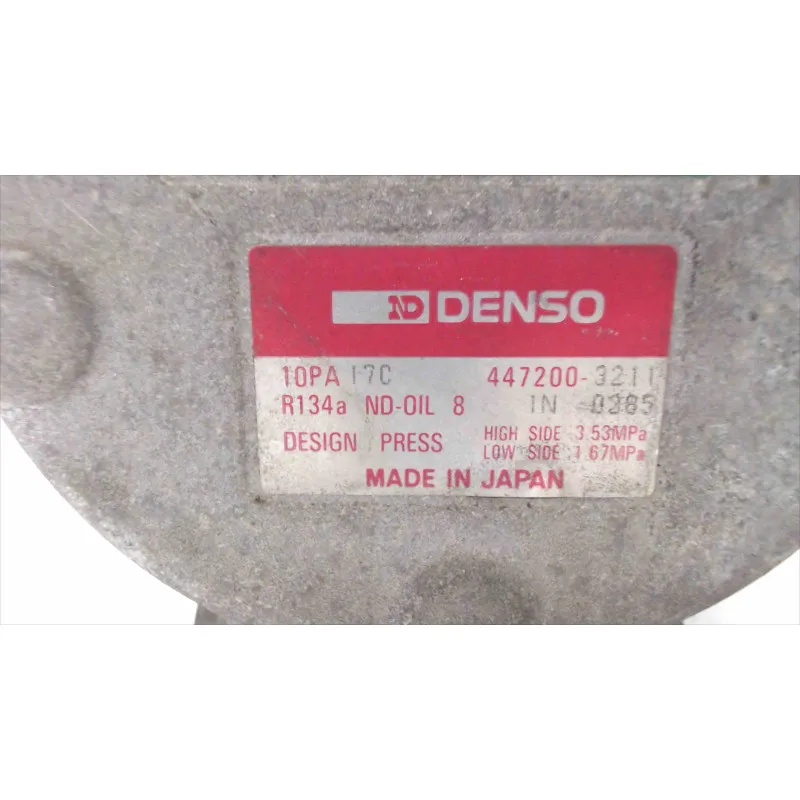 ND DENSO
10PA17C 447200-3211
R134a ND-OIL 8 IN 0385
DESIGN PRESS HIGH SIDE 3.53MPa
LOW SIDE 1.67MPa
MADE IN JAPAN